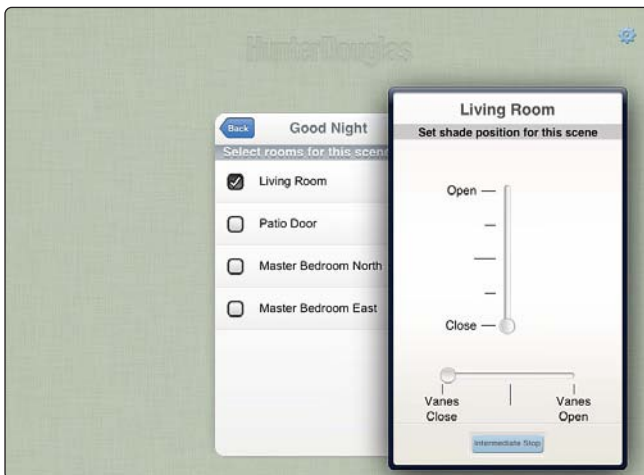 HunterDouglas
Back
Good Night
Select rooms for this scene
Living Room
Patio Door
Master Bedroom North
Master Bedroom East
Living Room
Set shade position for this scene
Open
Close
Vanes
Close
Vanes
Open
Intermediate Stop